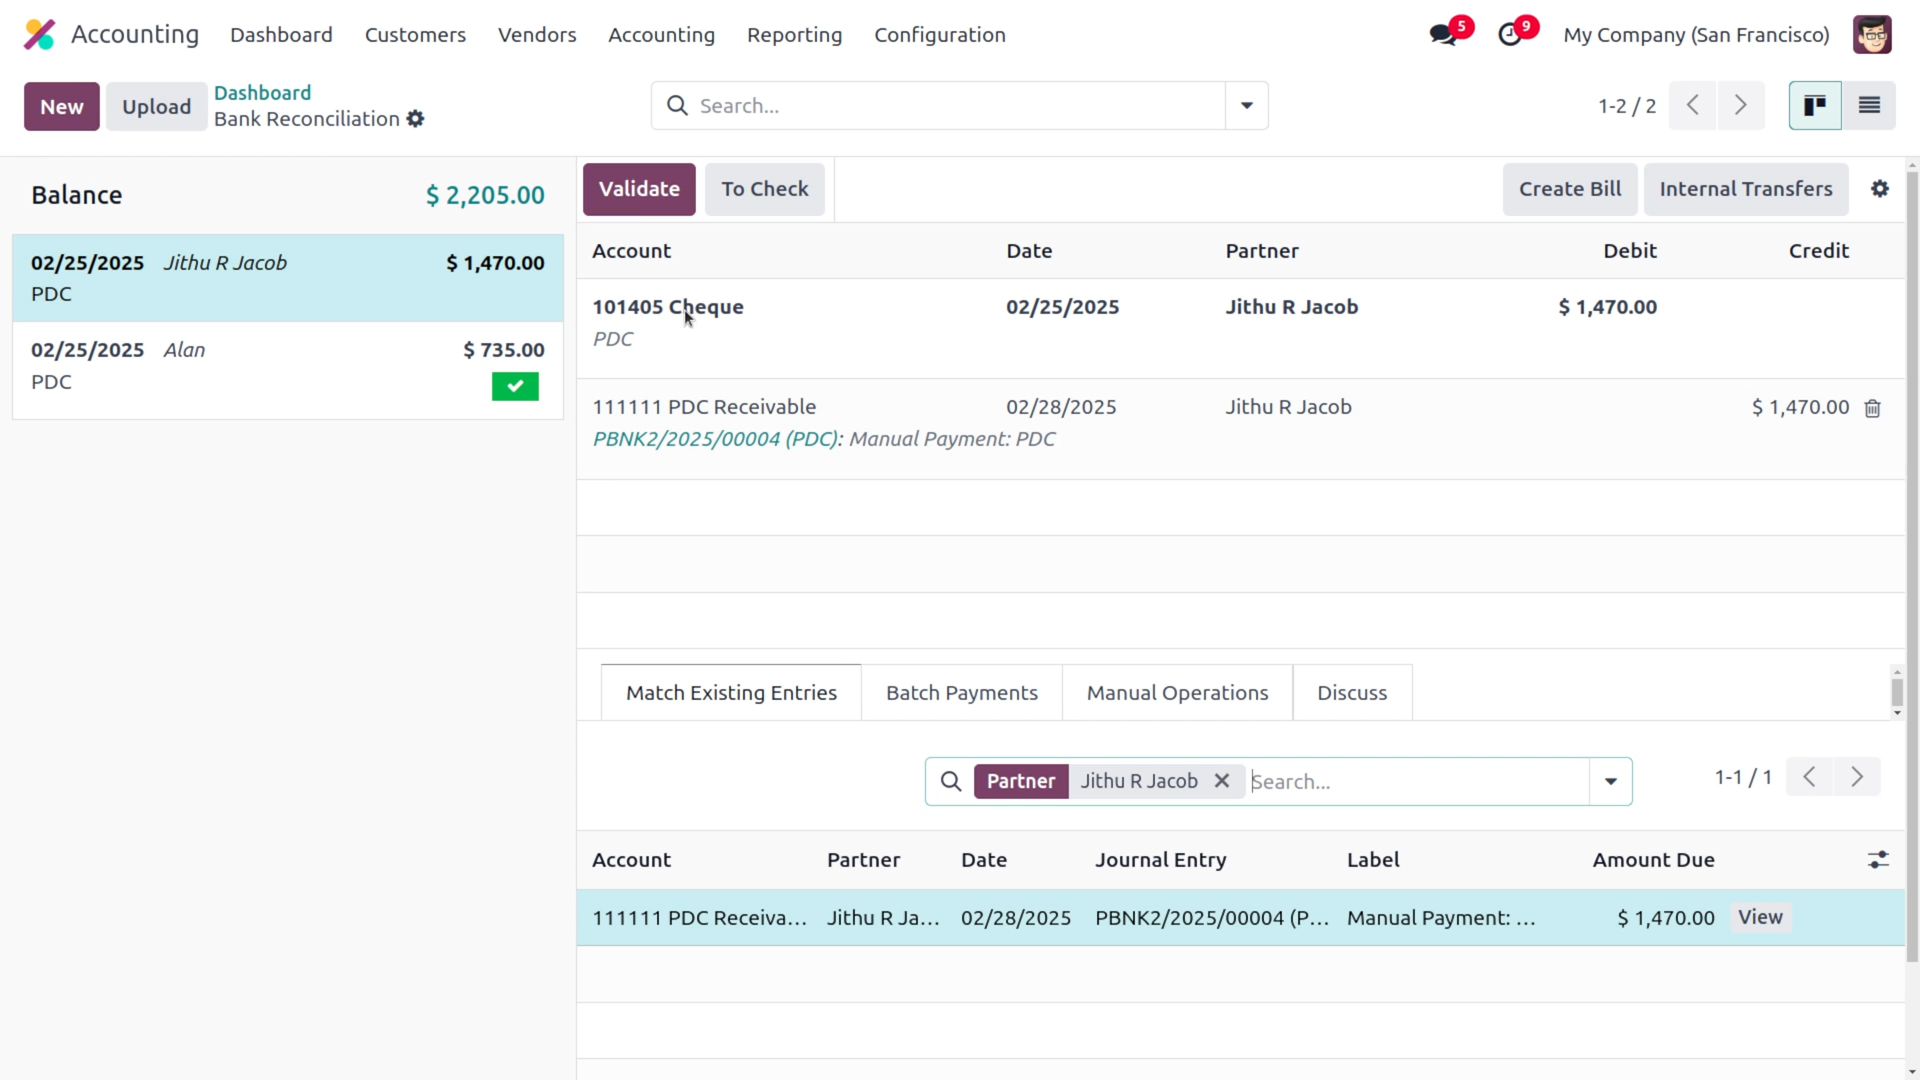 Accounting Dashboard Customers Vendors Accounting Reporting Configuration 5 9 My Company (San Francisco)
New Upload Dashboard
Bank Reconciliation
Search...
1-2 / 2
Balance $ 2,205.00
02/25/2025 Jithu R Jacob $ 1,470.00
PDC
02/25/2025 Alan $ 735.00
PDC
Validate To Check Create Bill Internal Transfers
Account Date Partner Debit Credit
101405 Cheque 02/25/2025 Jithu R Jacob $ 1,470.00
PDC
111111 PDC Receivable 02/28/2025 Jithu R Jacob $ 1,470.00
PBNK2/2025/00004 (PDC): Manual Payment: PDC
Match Existing Entries Batch Payments Manual Operations Discuss
Partner Jithu R Jacob Search... 1-1 / 1
Account Partner Date Journal Entry Label Amount Due
111111 PDC Receiva... Jithu R Ja... 02/28/2025 PBNK2/2025/00004 (P... Manual Payment: ... $ 1,470.00 View